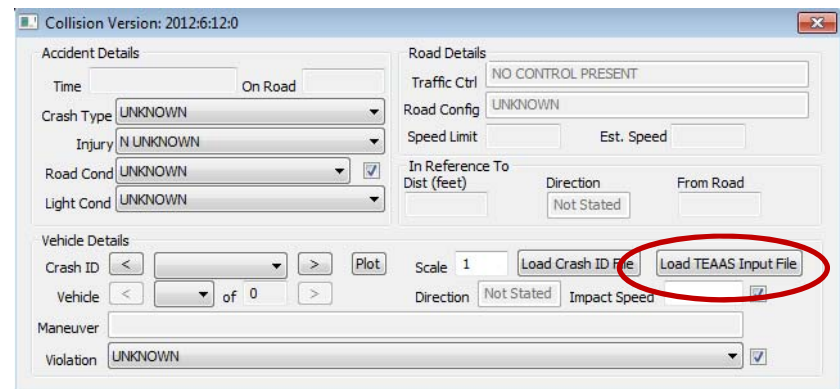 Collision Version: 2012:6:12:0
Accident Details
Time On Road
Crash Type UNKNOWN
Injury N UNKNOWN
Road Cond UNKNOWN
Light Cond UNKNOWN
Road Details
Traffic Ctrl NO CONTROL PRESENT
Road Config UNKNOWN
Speed Limit Est. Speed
In Reference To
Dist (feet) Direction From Road
Not Stated
Vehicle Details
Crash ID < > Plot Scale 1 Load Crash ID File Load TEAAS Input File
Vehicle < of 0 > Direction Not Stated Impact Speed
Maneuver
Violation UNKNOWN